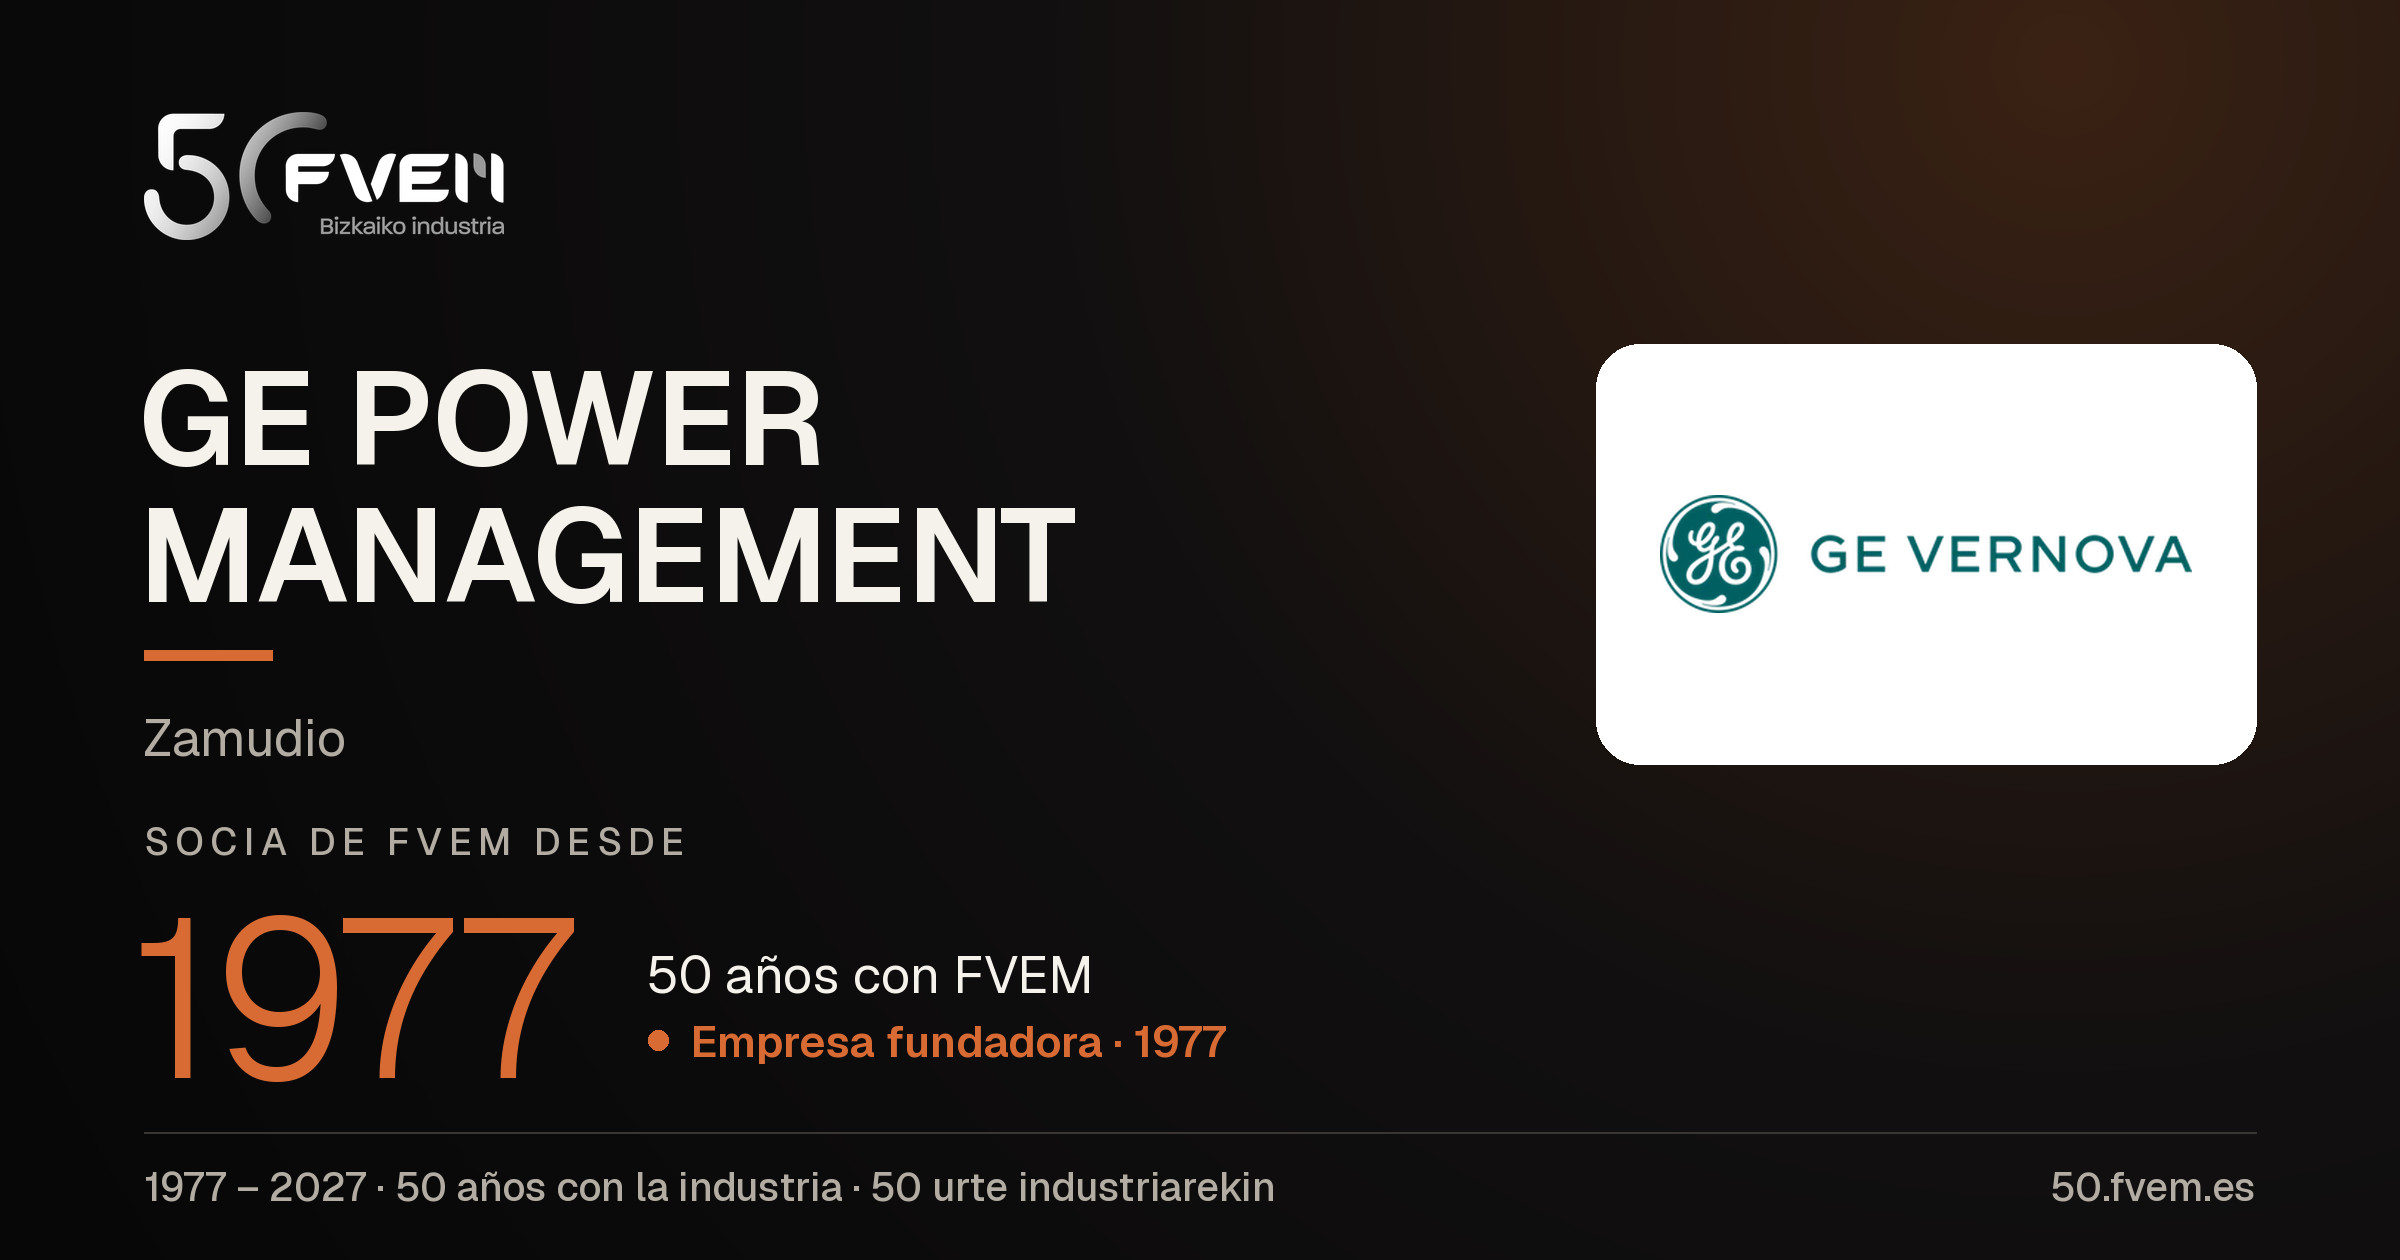 50 FVEM
Bizkaiko industria
GE POWER
MANAGEMENT
GE GE VERNOVA
Zamudio
SOCIA DE FVEM DESDE
1977
50 años con FVEM
Empresa fundadora · 1977
1977 – 2027 · 50 años con la industria · 50 urte industriarekin
50.fvem.es